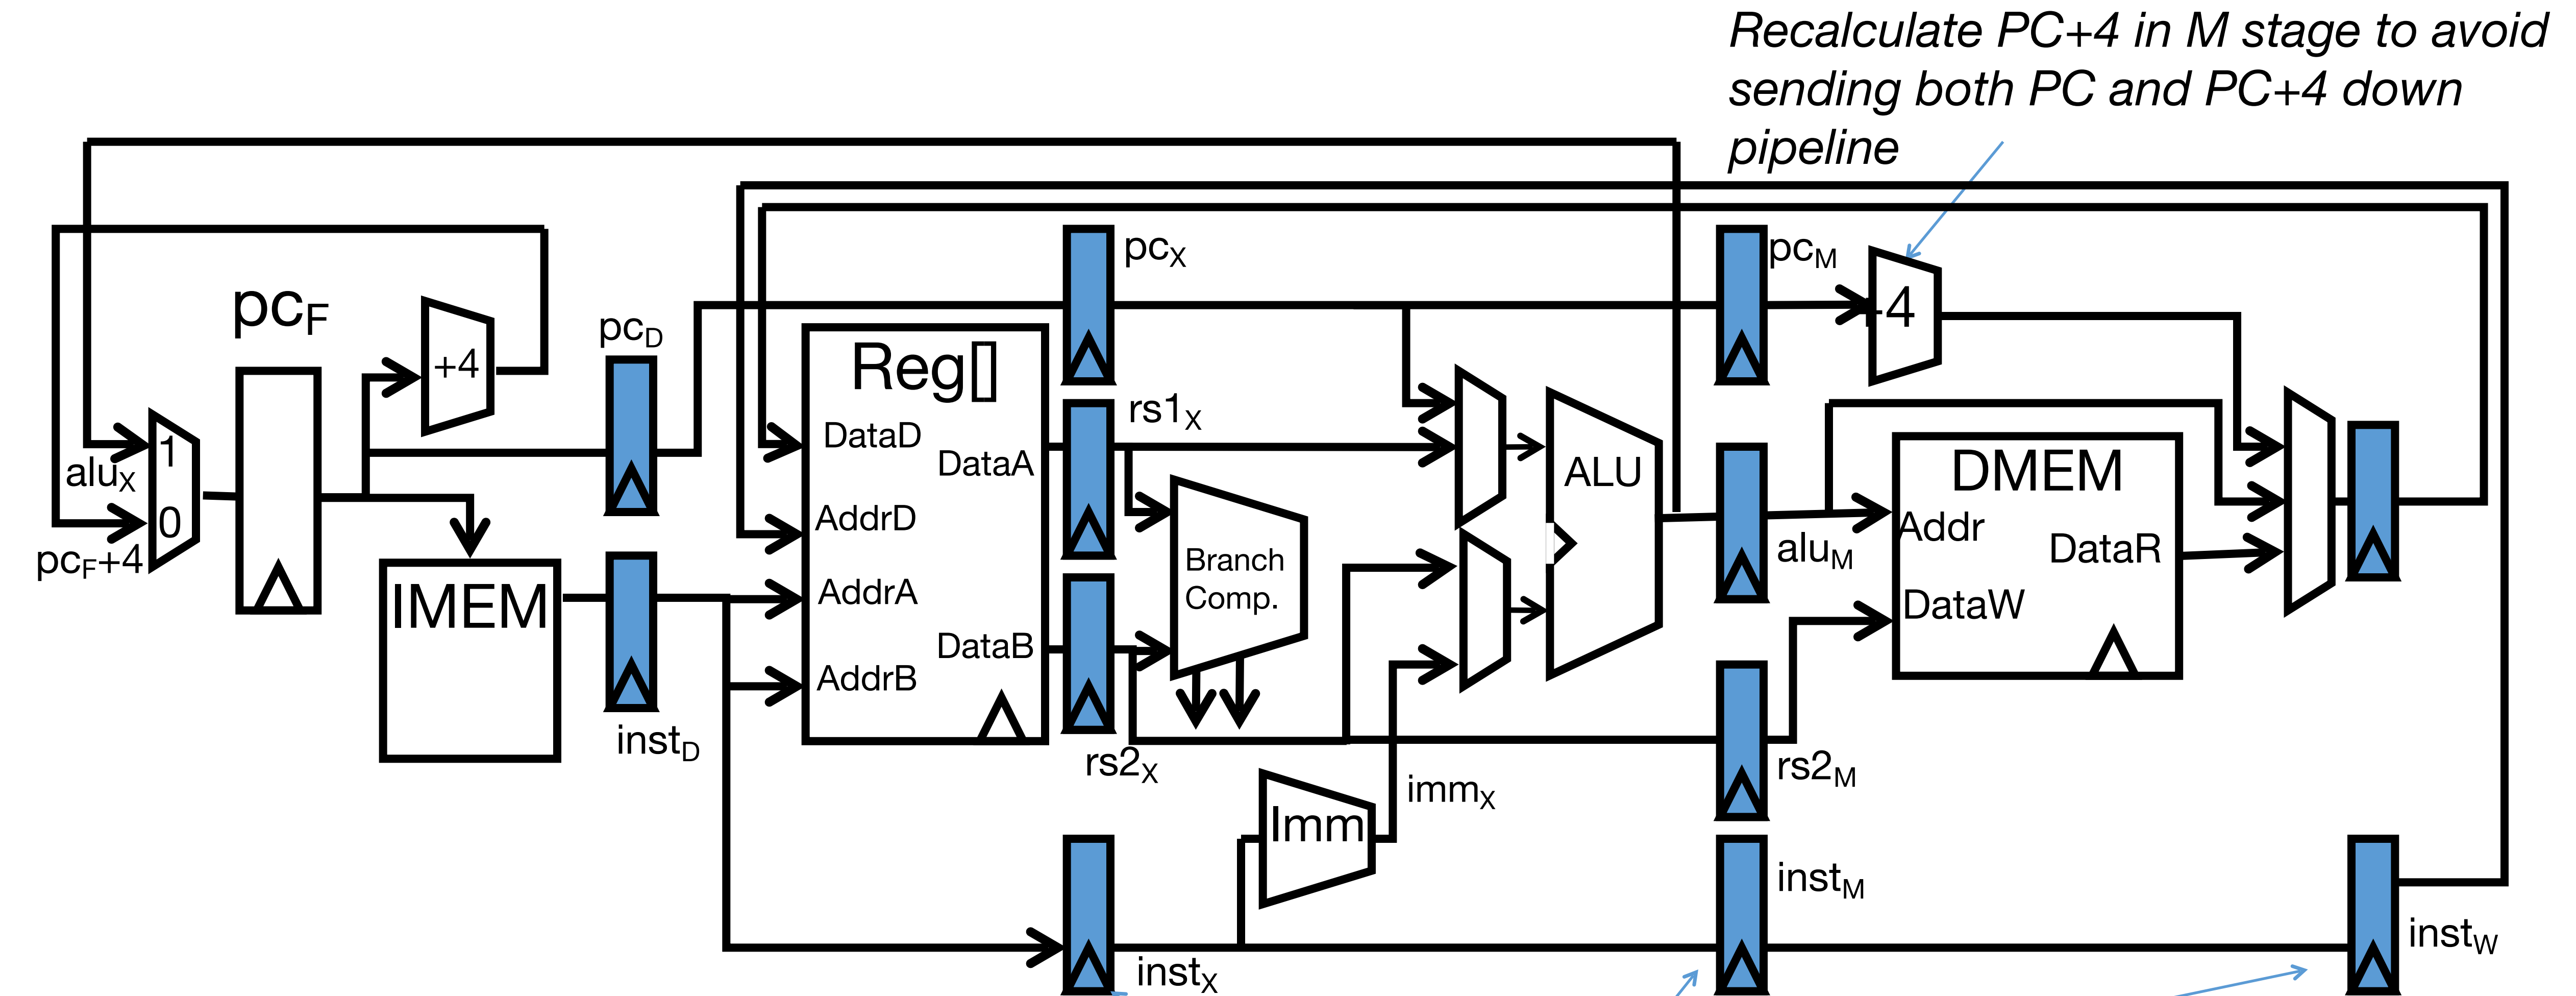 Recalculate PC+4 in M stage to avoid
sending both PC and PC+4 down
pipeline
pcX
pcM
pcF
+4
pcD
+4
Reg[]
rs1X
DataD
DataA
ALU
DMEM
1
aluX
0
pcF+4
AddrD
Addr
DataR
aluM
Branch
Comp.
IMEM
AddrA
DataW
DataB
AddrB
instD
rs2X
rs2M
immX
Imm
instM
instW
instX